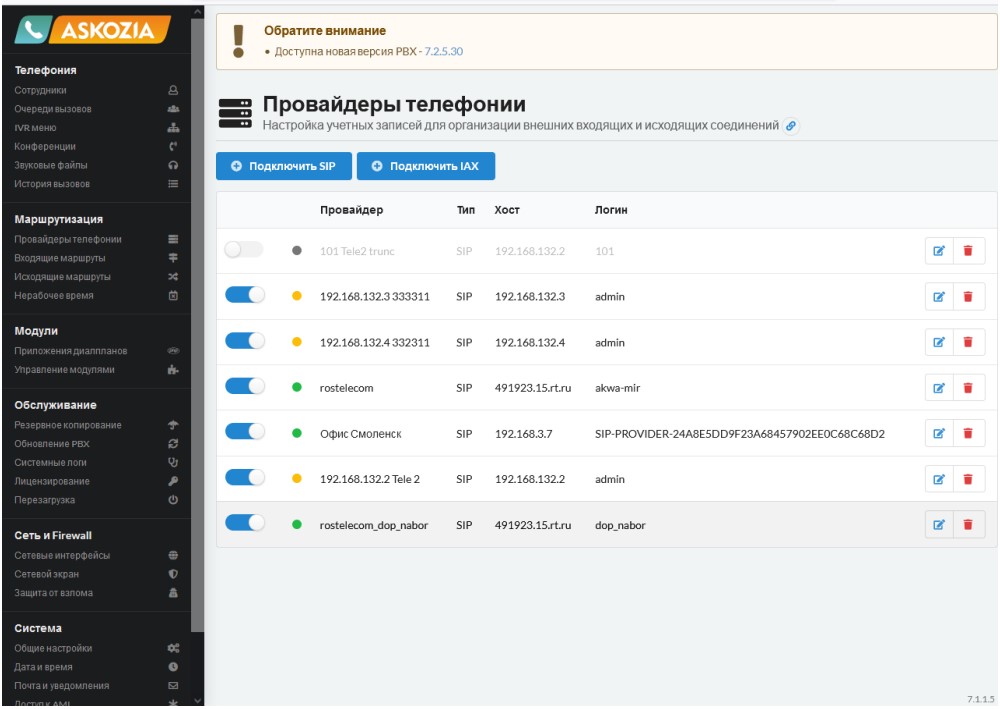 ASKOZIA
Телефония
Сотрудники
Очереди вызовов
IVR меню
Конференции
Звуковые файлы
История вызовов
Маршрутизация
Провайдеры телефонии
Входящие маршруты
Исходящие маршруты
Нерабочее время
Модули
Приложения диалпланов
Управление модулями
Обслуживание
Резервное копирование
Обновление PBX
Системные логи
Лицензирование
Перезагрузка
Сеть и Firewall
Сетевые интерфейсы
Сетевой экран
Защита от взлома
Система
Общие настройки
Дата и время
Почта и уведомления
Доступ к AMI
Обратите внимание
• Доступна новая версия PBX - 7.2.5.30
Провайдеры телефонии
Настройка учетных записей для организации внешних входящих и исходящих соединений
Подключить SIP Подключить IAX
Провайдер Тип Хост Логин
101 Tele2 trunc SIP 192.168.132.2 101
192.168.132.3 333311 SIP 192.168.132.3 admin
192.168.132.4 332311 SIP 192.168.132.4 admin
rostelecom SIP 491923.15.rt.ru akwa-mir
Офис Смоленск SIP 192.168.3.7 SIP-PROVIDER-24A8E5DD9F23A68457902EE0C68C68D2
192.168.132.2 Tele 2 SIP 192.168.132.2 admin
rostelecom_dop_nabor SIP 491923.15.rt.ru dop_nabor
7.1.1.5